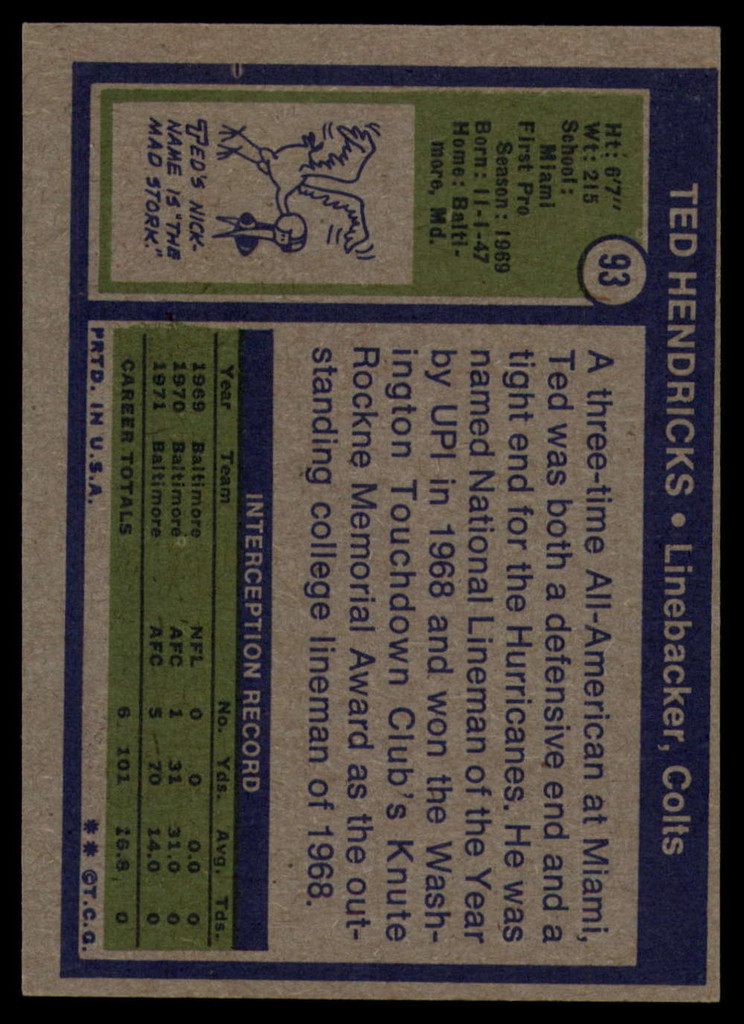 TED HENDRICKS • Linebacker, Colts
93
Ht: 6'7"
Wt: 215
School:
Miami
First Pro
Season: 1969
Born: 11-1-47
Home: Balti-
more, Md.
TED'S NICK-
NAME IS "THE
MAD STORK."
A three-time All-American at Miami,
Ted was both a defensive end and a
tight end for the Hurricanes. He was
named National Lineman of the Year
by UPI in 1968 and won the Wash-
ington Touchdown Club's Knute
Rockne Memorial Award as the out-
standing college lineman of 1968.
INTERCEPTION RECORD
Year Team No. Yds. Avg. Tds.
1969 Baltimore NFL 0 0 0.0 0
1970 Baltimore AFC 1 31 31.0 0
1971 Baltimore AFC 5 70 14.0 0
CAREER TOTALS 6 101 16.8 0
PRTD. IN U.S.A. ** ©T.C.G.